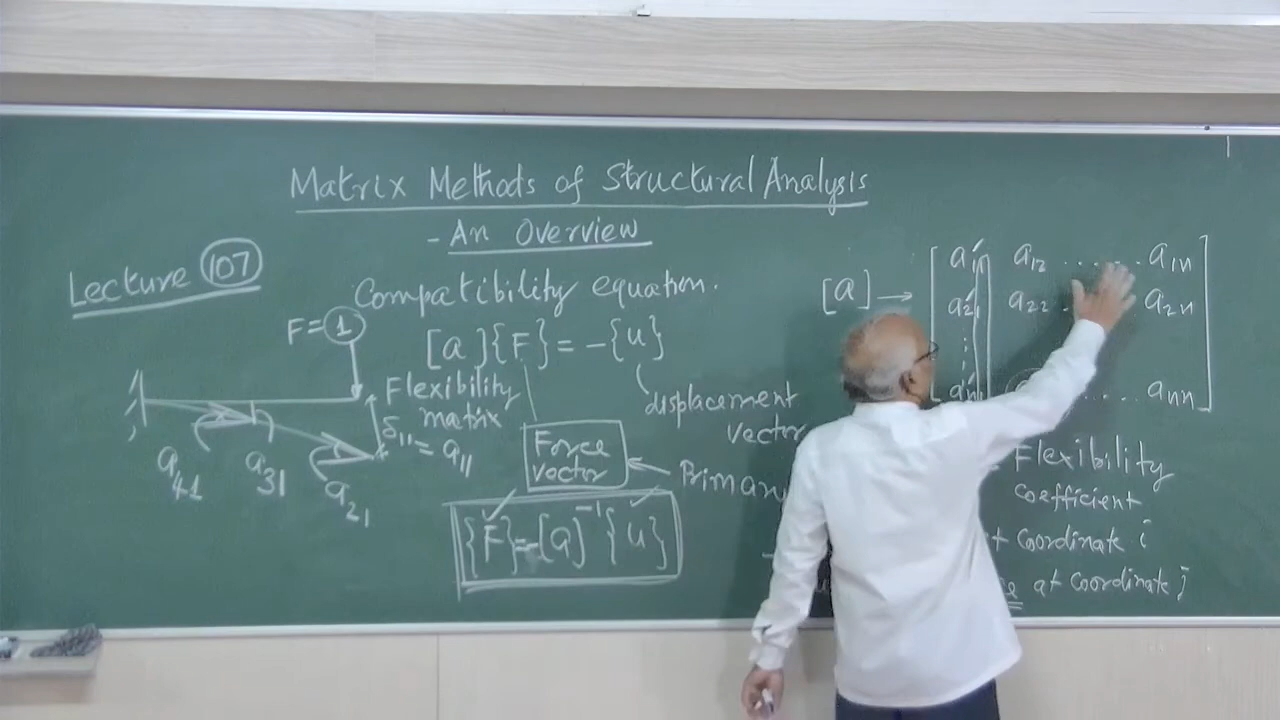 Matrix Methods of Structural Analysis
- An Overview
Lecture 107
Compatibility equation.
[a]{F} = -{u}
F = 1
Flexibility
matrix
δ11 = a11
a41
a31
a21
displacement
vector
Force
vector
Primary
{F} = -[a]⁻¹{u}
[a] →
a11 a12 ...... a1n
a21 a22 . a2n
⋮
an1 .... ann
= Flexibility
coefficient
at coordinate i
at coordinate j